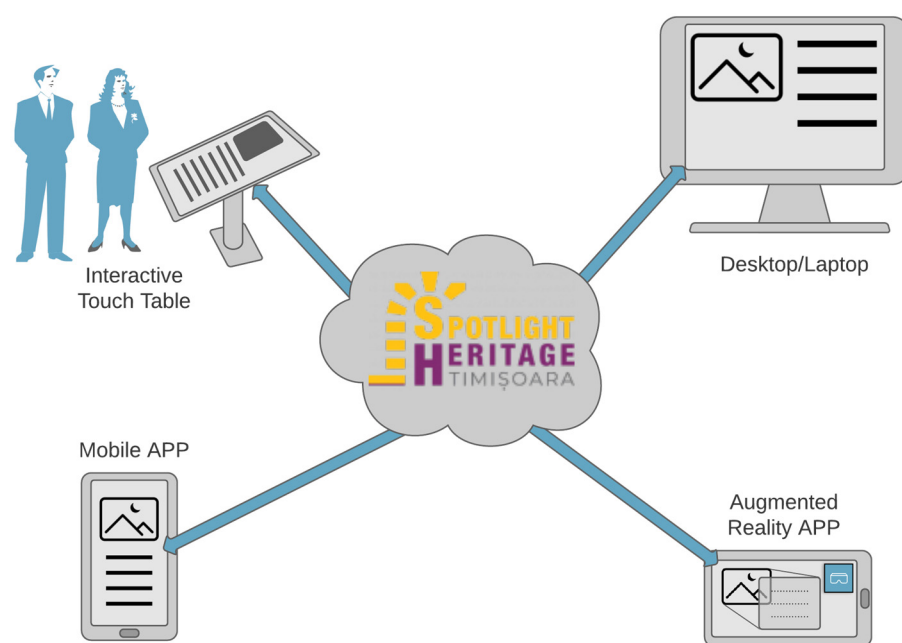 Interactive
Touch Table
Desktop/Laptop
SPOTLIGHT
HERITAGE
TIMIȘOARA
Mobile APP
Augmented
Reality APP